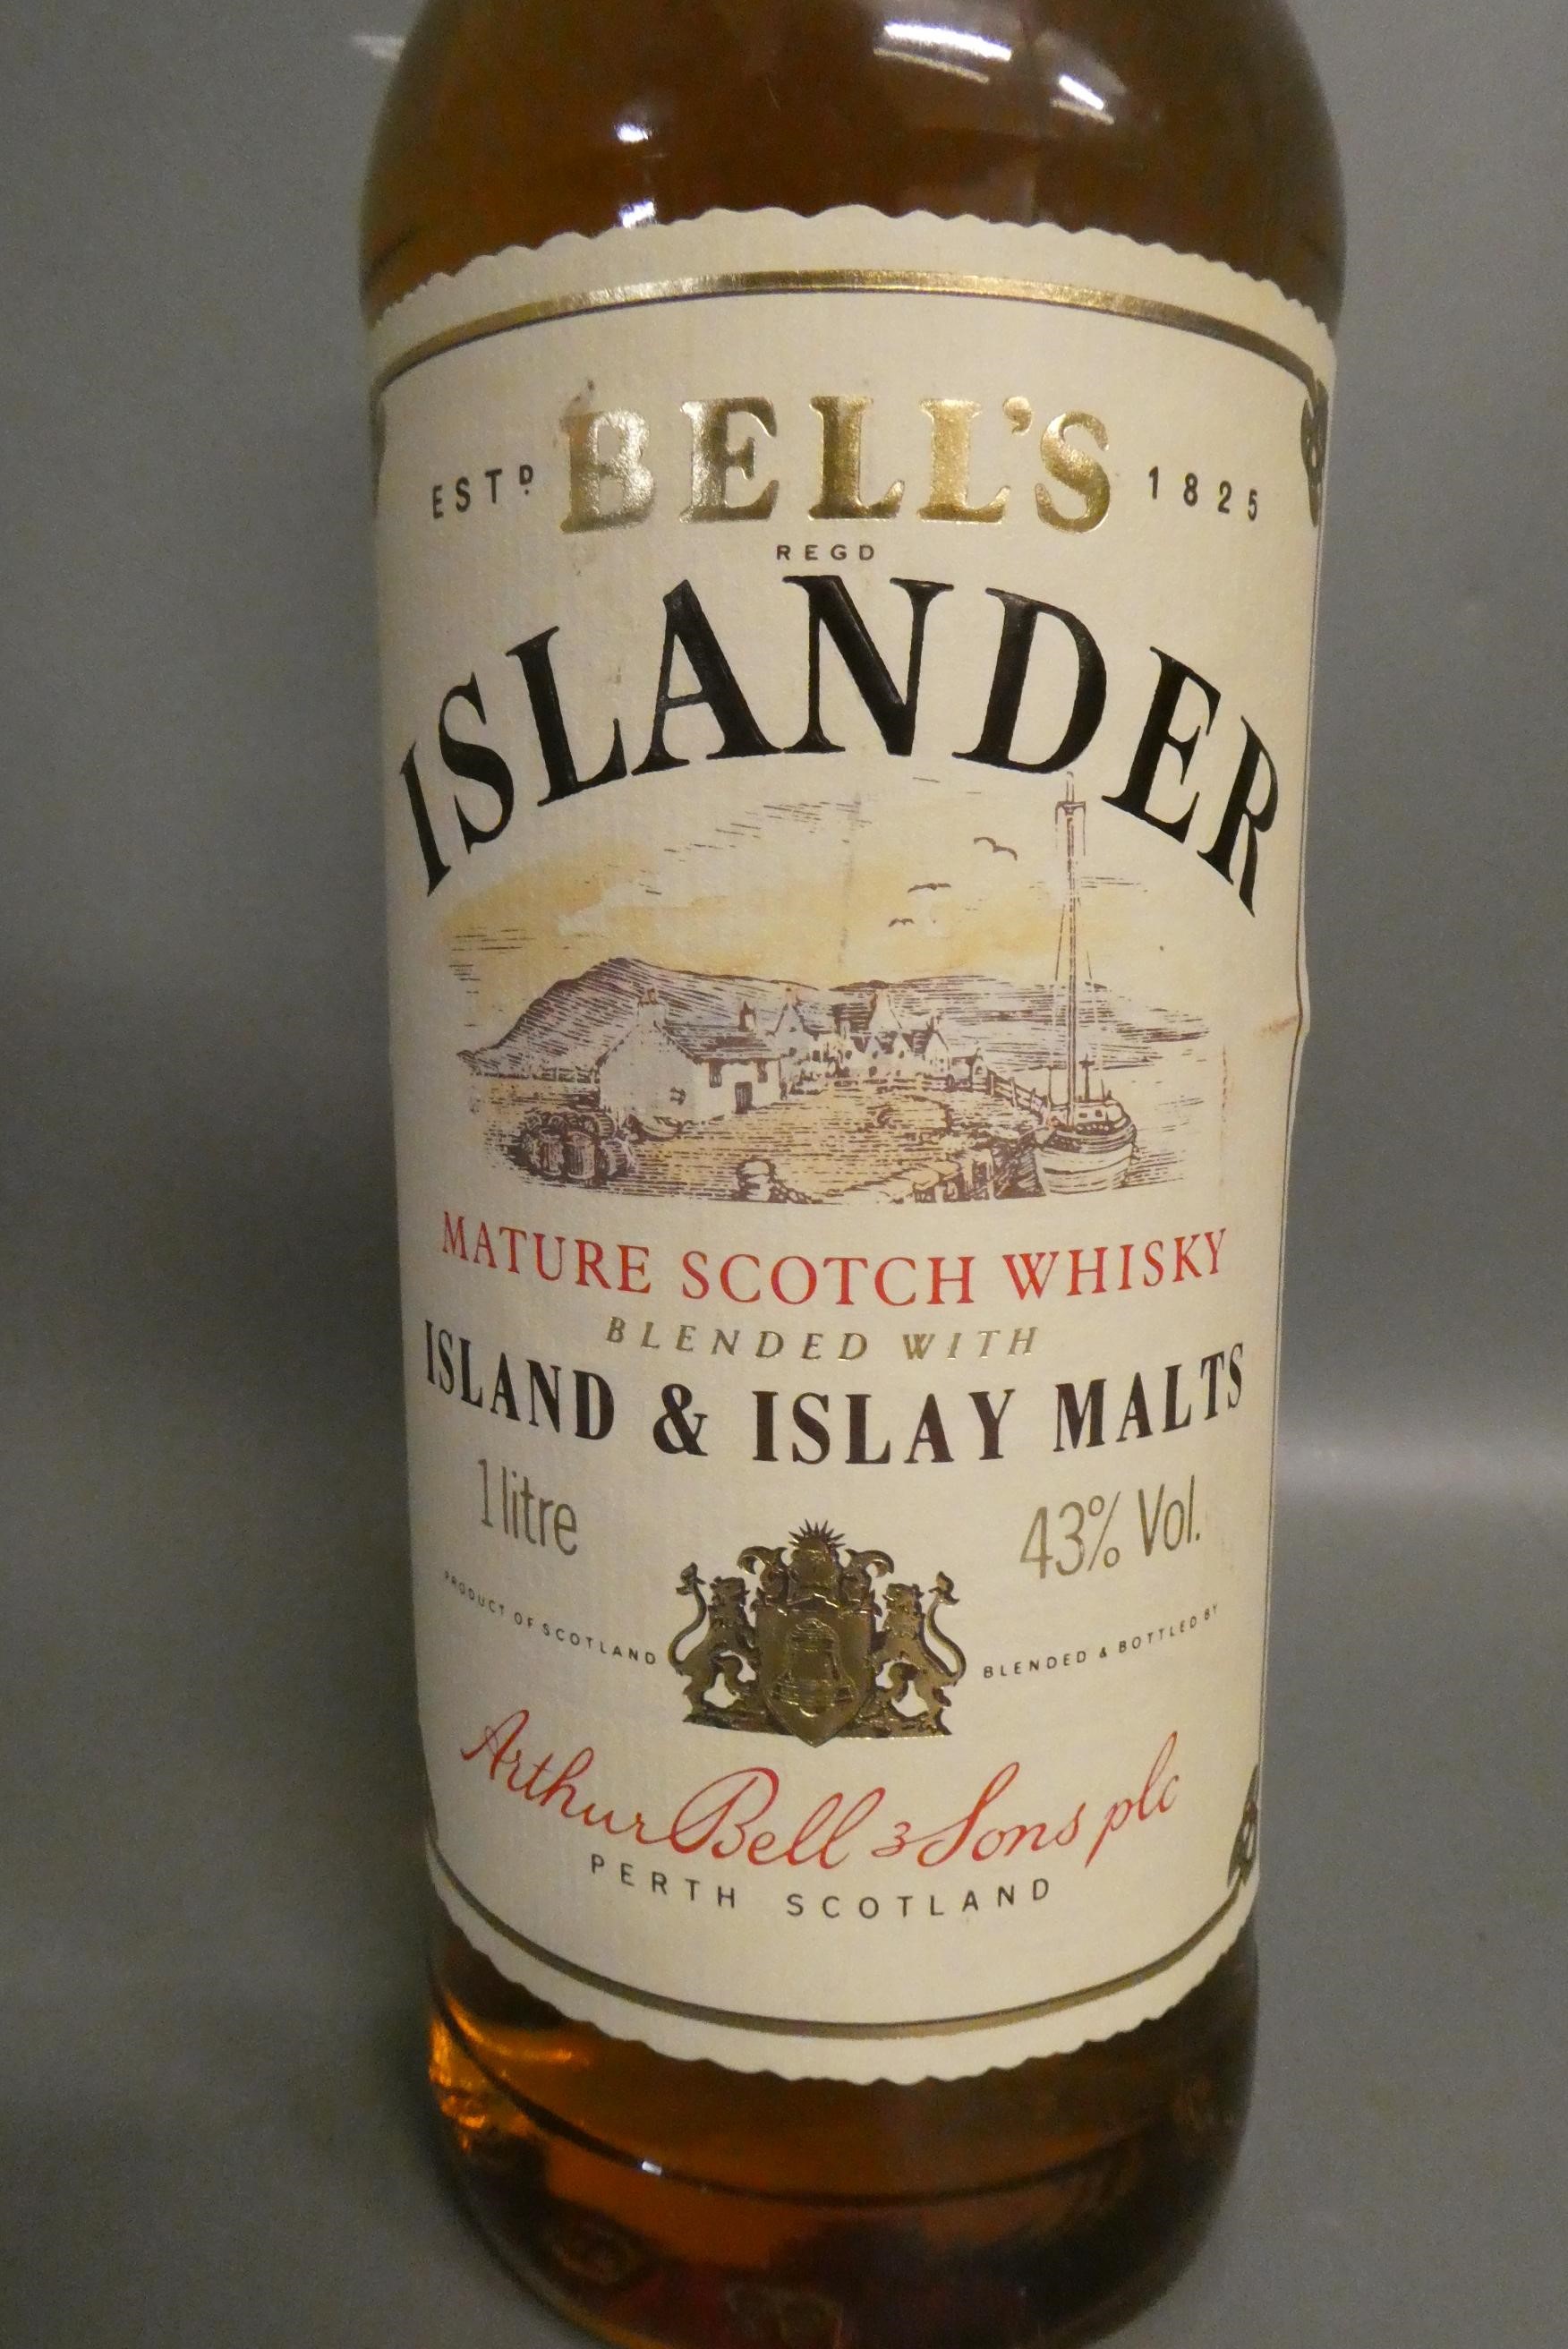 ESTD BELL'S 1825
REGD
ISLANDER
MATURE SCOTCH WHISKY
BLENDED WITH
ISLAND & ISLAY MALTS
1 litre 43% Vol.
PRODUCT OF SCOTLAND BLENDED & BOTTLED BY
Arthur Bell & Sons plc
PERTH SCOTLAND